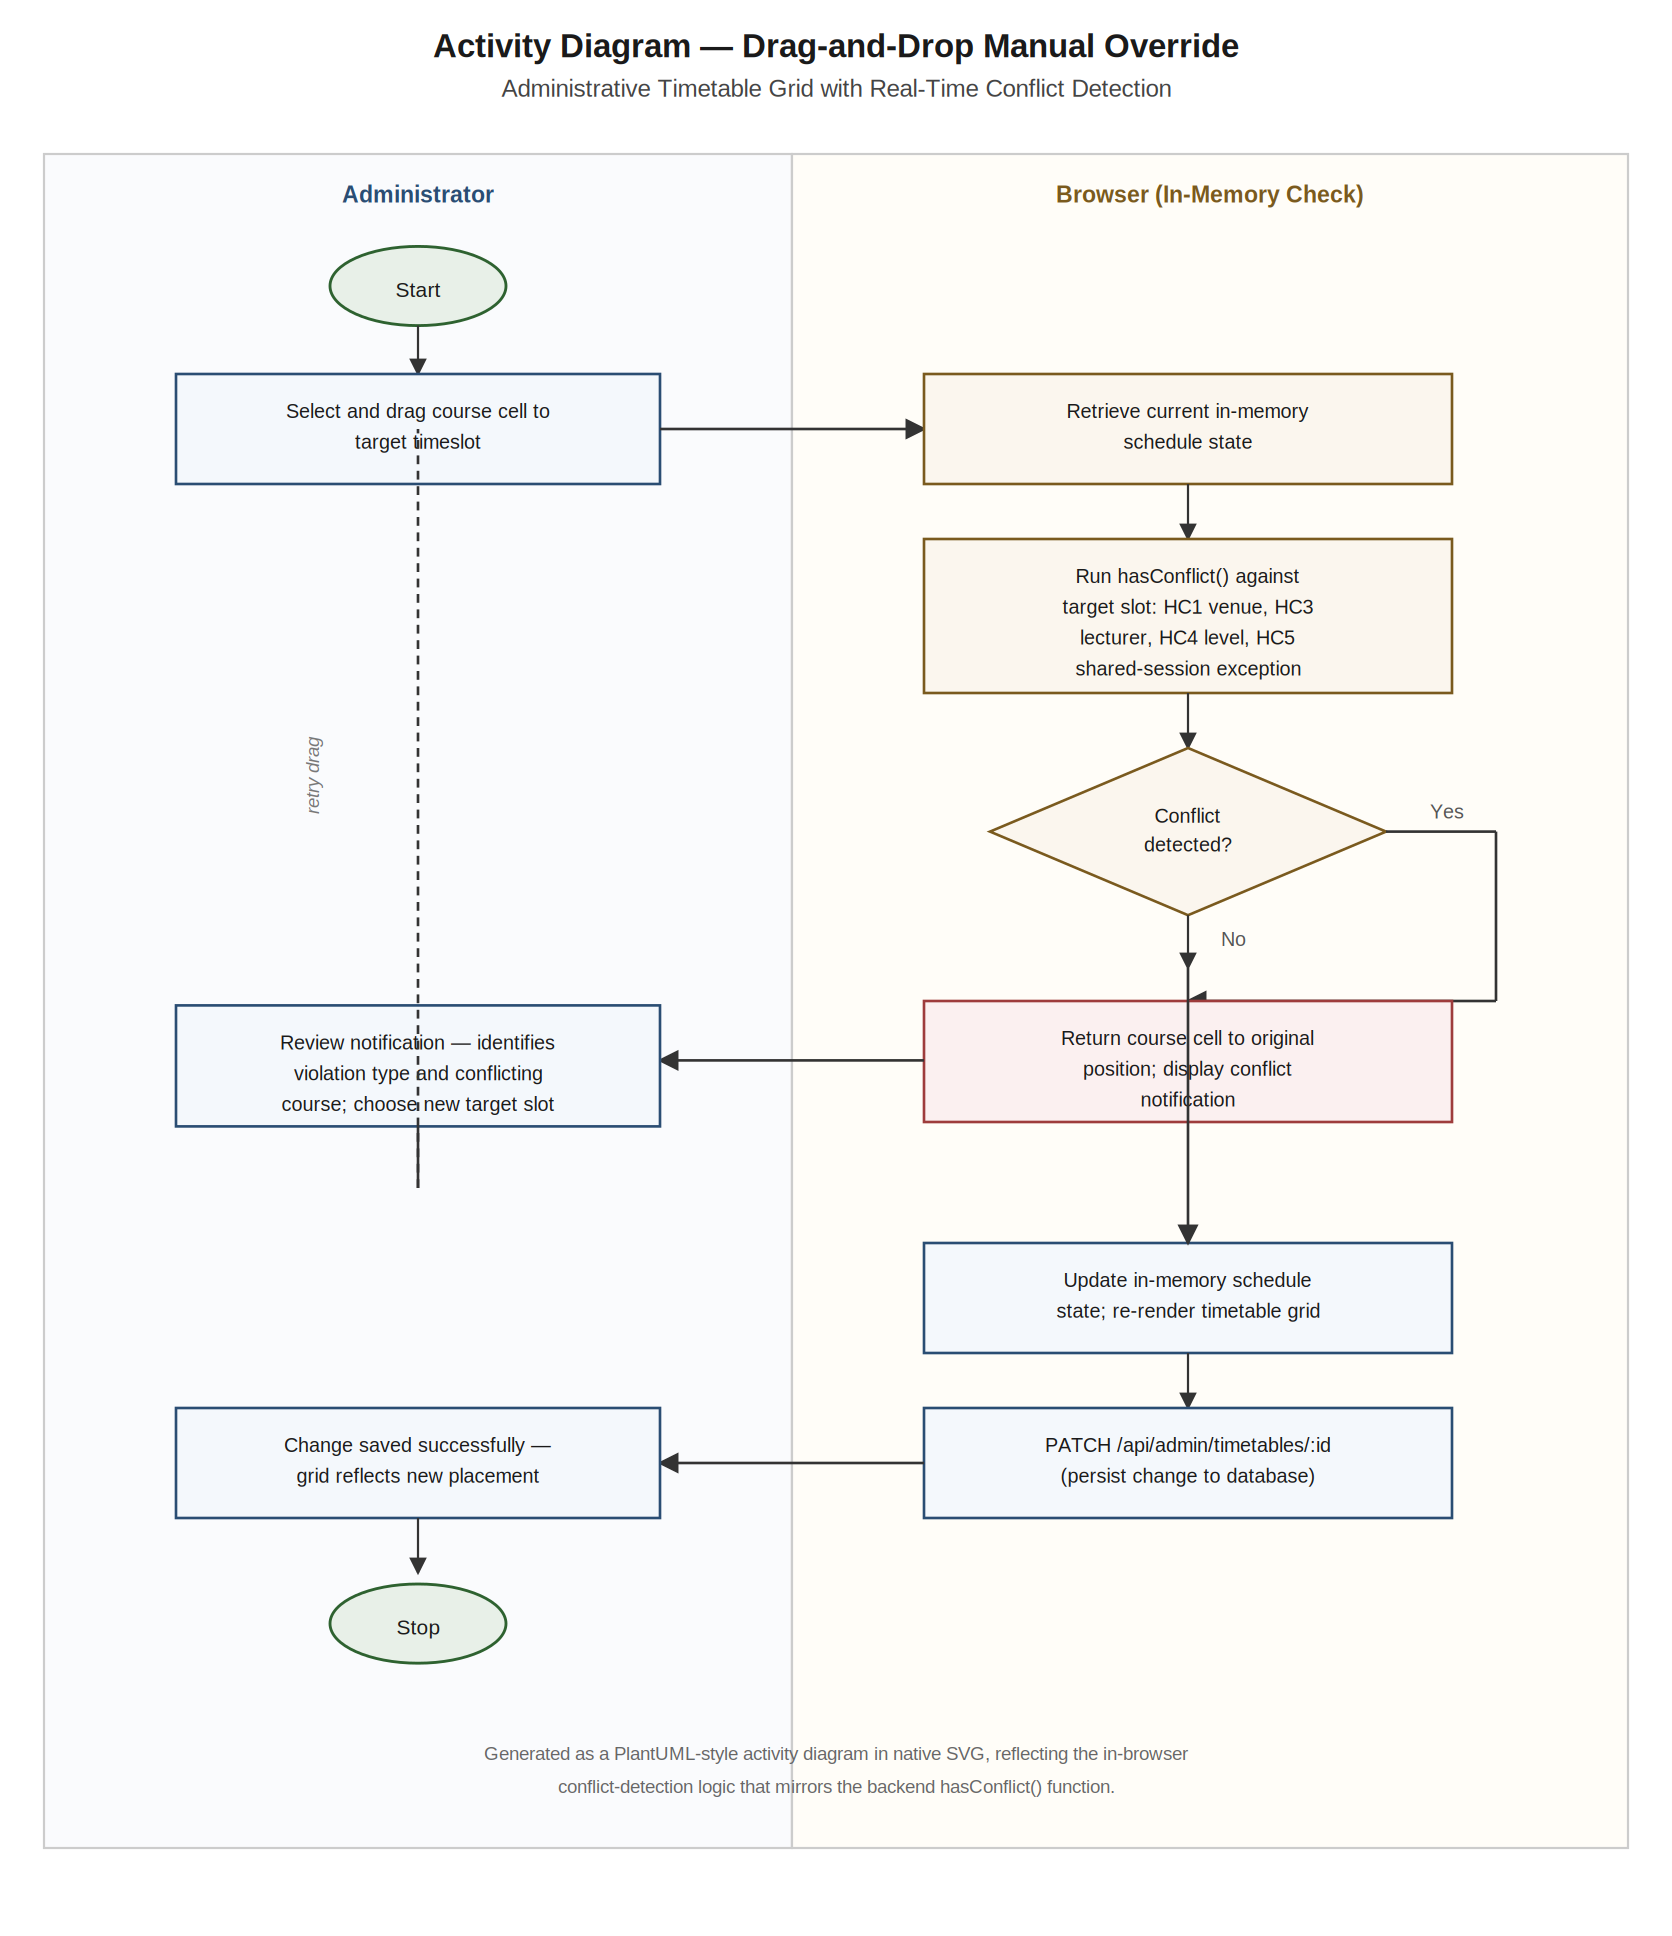 Activity Diagram — Drag-and-Drop Manual Override
Administrative Timetable Grid with Real-Time Conflict Detection
Administrator
Browser (In-Memory Check)
Start
Select and drag course cell to
target timeslot
Retrieve current in-memory
schedule state
Run hasConflict() against
target slot: HC1 venue, HC3
lecturer, HC4 level, HC5
shared-session exception
retry drag
Conflict
detected?
Yes
No
Review notification — identifies
violation type and conflicting
course; choose new target slot
Return course cell to original
position; display conflict
notification
Update in-memory schedule
state; re-render timetable grid
Change saved successfully —
grid reflects new placement
PATCH /api/admin/timetables/:id
(persist change to database)
Stop
Generated as a PlantUML-style activity diagram in native SVG, reflecting the in-browser
conflict-detection logic that mirrors the backend hasConflict() function.